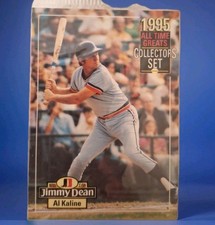 1995
ALL TIME
GREATS
COLLECTORS
SET
Jimmy Dean
Al Kaline